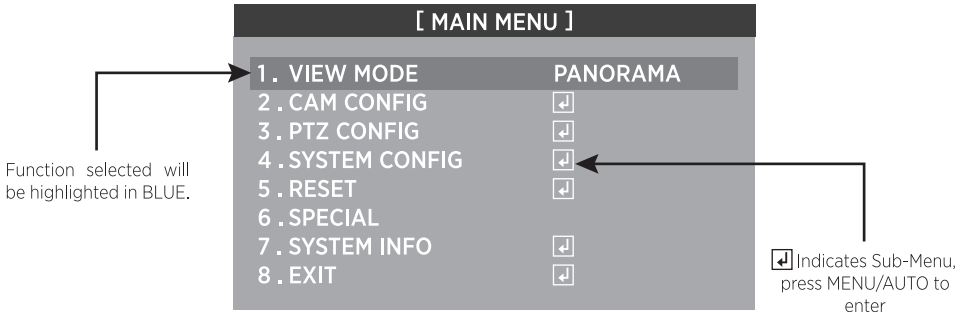 [ MAIN MENU ]
1. VIEW MODE PANORAMA
2. CAM CONFIG ↲
3. PTZ CONFIG ↲
4. SYSTEM CONFIG ↲
5. RESET ↲
6. SPECIAL
7. SYSTEM INFO ↲
8. EXIT ↲
Function selected will
be highlighted in BLUE.
↲ Indicates Sub-Menu,
press MENU/AUTO to
enter